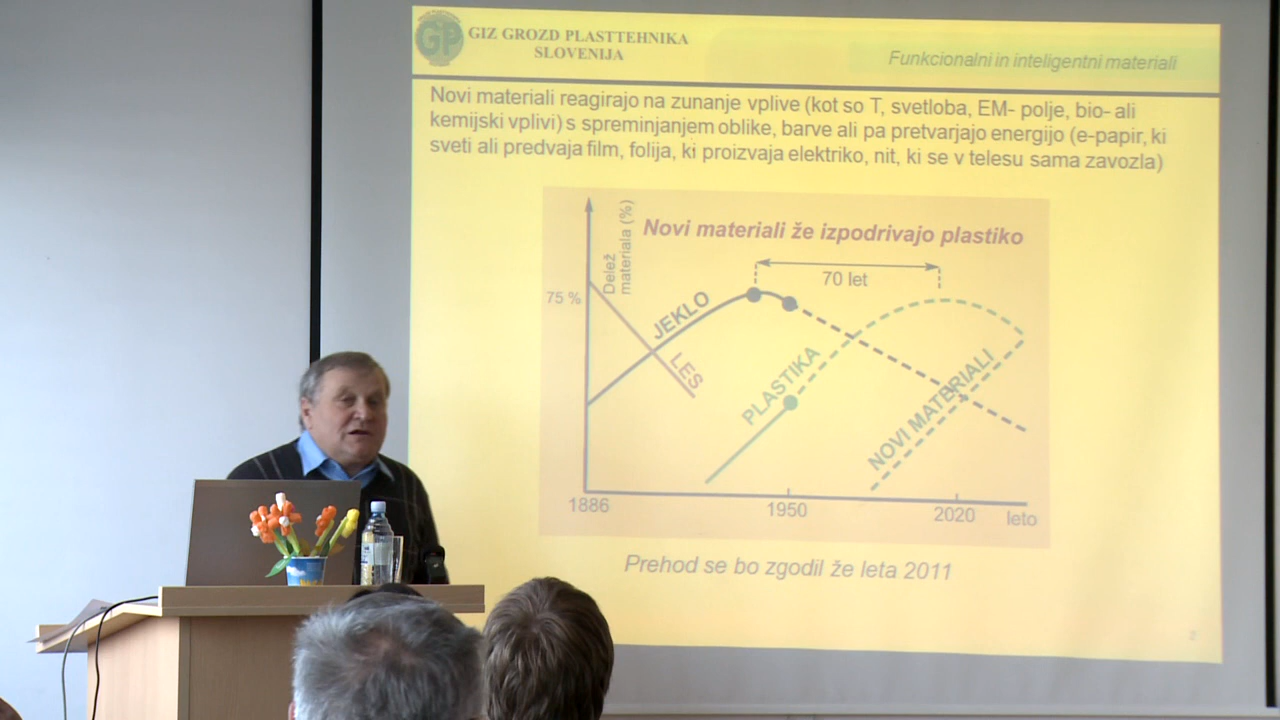 GP
GIZ GROZD PLASTTEHNIKA
SLOVENIJA
Funkcionalni in inteligentni materiali
Novi materiali reagirajo na zunanje vplive (kot so T, svetloba, EM- polje, bio- ali
kemijski vplivi) s spreminjanjem oblike, barve ali pa pretvarjajo energijo (e-papir, ki
sveti ali predvaja film, folija, ki proizvaja elektriko, nit, ki se v telesu sama zavozla)
Novi materiali že izpodrivajo plastiko
Delež
materiala (%)
70 let
75 %
JEKLO
LES
PLASTIKA
NOVI MATERIALI
1886
1950
2020
leto
Prehod se bo zgodil že leta 2011
2